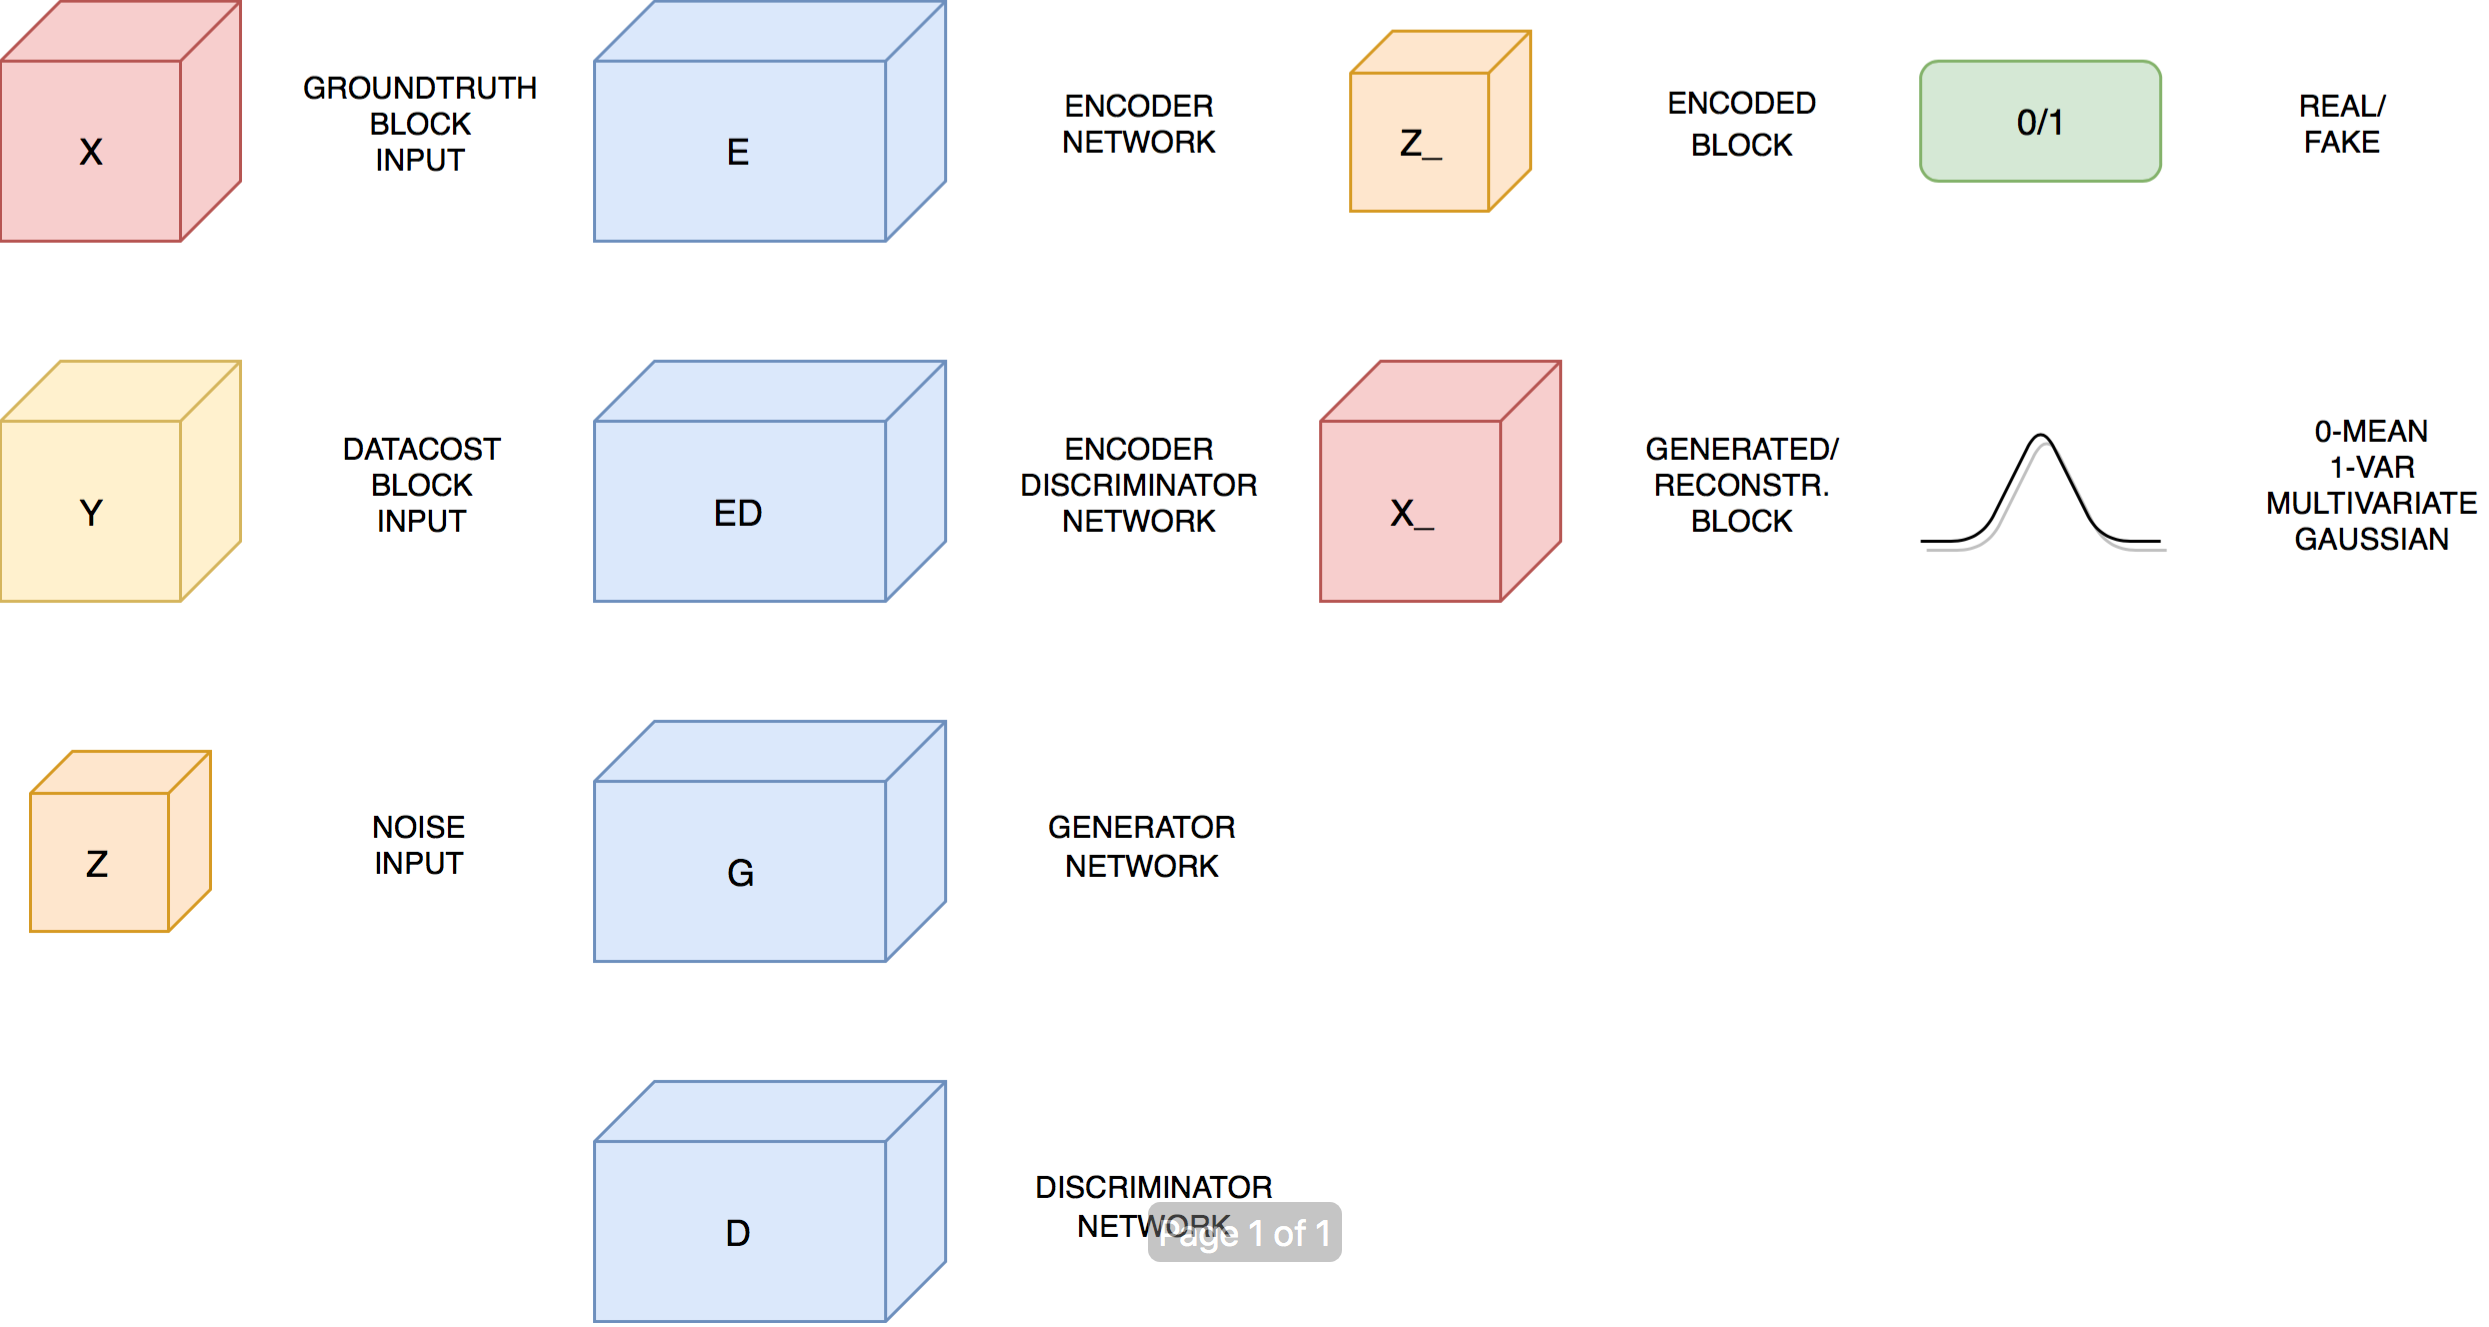 X
GROUNDTRUTH
BLOCK
INPUT
E
ENCODER
NETWORK
Z_
ENCODED
BLOCK
0/1
REAL/
FAKE
Y
DATACOST
BLOCK
INPUT
ED
ENCODER
DISCRIMINATOR
NETWORK
X_
GENERATED/
RECONSTR.
BLOCK
0-MEAN
1-VAR
MULTIVARIATE
GAUSSIAN
Z
NOISE
INPUT
G
GENERATOR
NETWORK
D
DISCRIMINATOR
NETWORK
Page 1 of 1